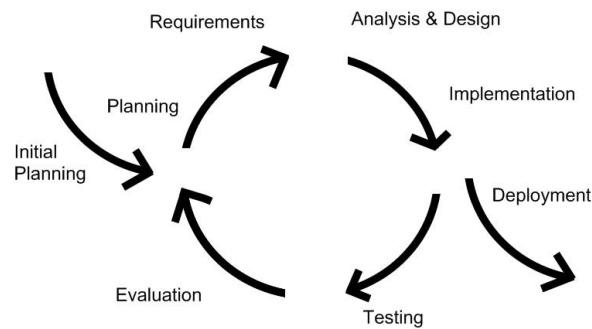 Requirements
Analysis & Design
Planning
Implementation
Initial
Planning
Deployment
Evaluation
Testing